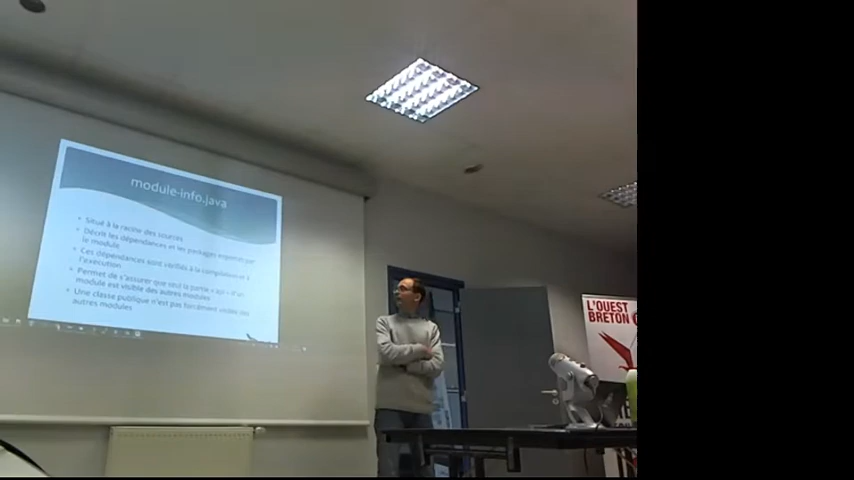 module-info.java
• Situé à la racine des sources
• Décrit les dépendances et les packages exportés par
le module
• Ces dépendances sont vérifiés à la compilation et à
l'exécution
• Permet de s'assurer que seul la partie « api » d'un
module est visible des autres modules
• Une classe publique n'est pas forcément visible des
autres modules
L'OUEST
BRETON